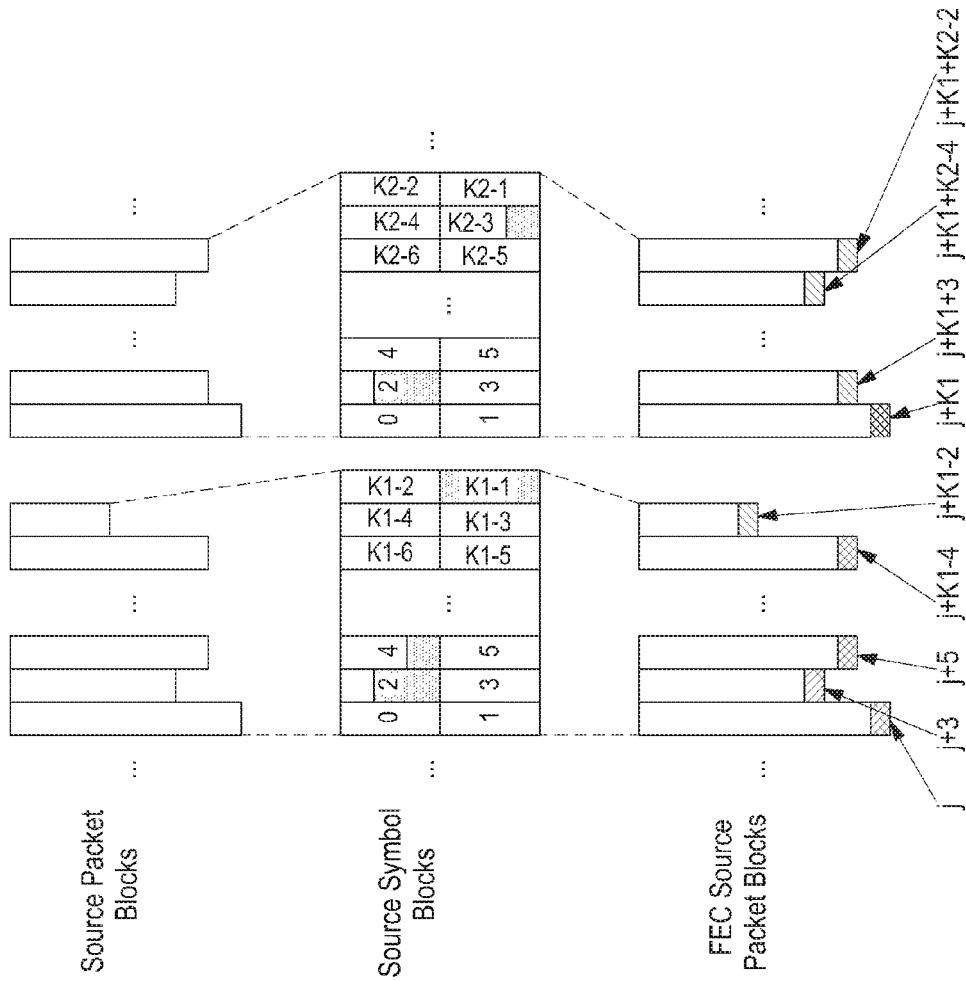 Source Packet
Blocks
... ... ... ...
Source Symbol
Blocks
...
0 2 4 ... K1-6 K1-4 K1-2
1 3 5 K1-5 K1-3 K1-1
0 2 4 ... K2-6 K2-4 K2-2
1 3 5 K2-5 K2-3 K2-1
...
FEC Source
Packet Blocks
... ... ... ...
j
j+3
j+5
j+K1-4
j+K1-2
j+K1
j+K1+3
j+K1+K2-4
j+K1+K2-2